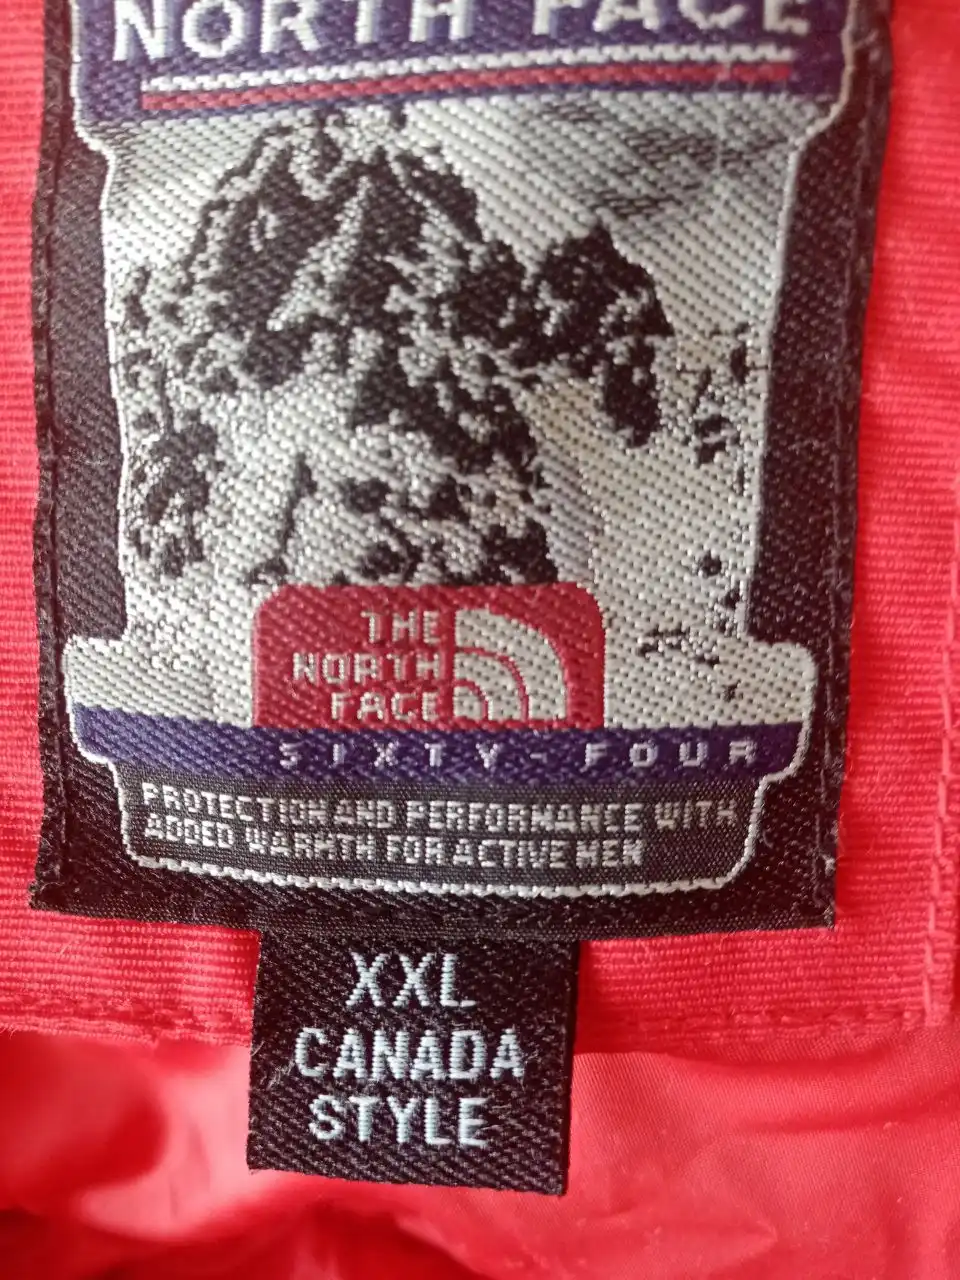 NORTH FACE
THE
NORTH
FACE
SIXTY-FOUR
PROTECTION AND PERFORMANCE WITH
ADDED WARMTH FOR ACTIVE MEN
XXL
CANADA
STYLE